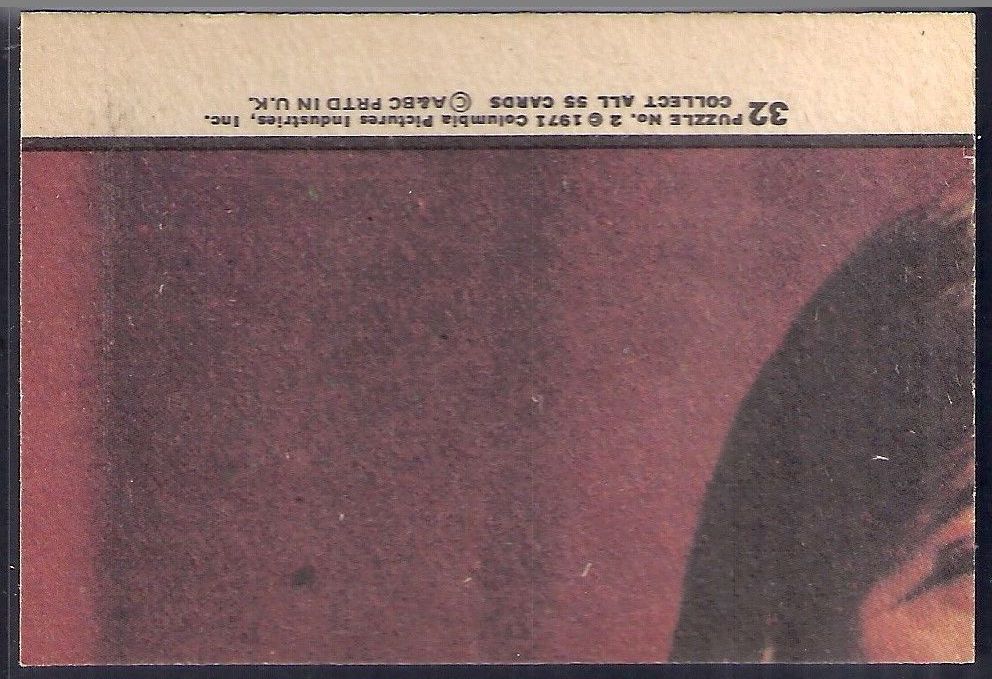 32 PUZZLE No. 2 © 1971 Columbia Pictures Industries, Inc.
COLLECT ALL 55 CARDS © A&BC PRTD IN U.K.